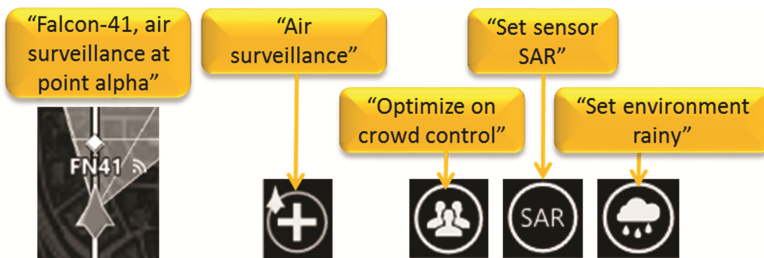 “Falcon-41, air
surveillance at
point alpha”
“Air
surveillance”
“Set sensor
SAR”
“Optimize on
crowd control”
“Set environment
rainy”
FN41
SAR